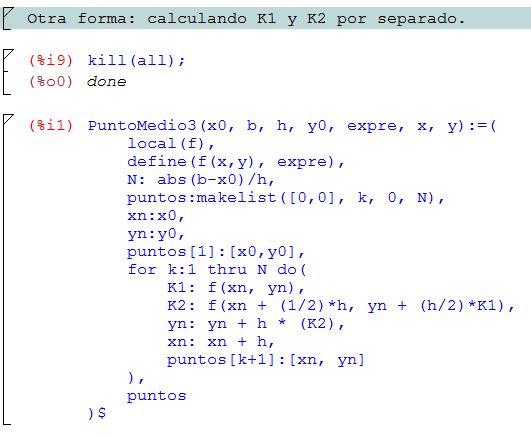 Otra forma: calculando K1 y K2 por separado.
(%i9) kill(all);
(%o0) done
(%i1) PuntoMedio3(x0, b, h, y0, expre, x, y):=(
local(f),
define(f(x,y), expre),
N: abs(b-x0)/h,
puntos:makelist([0,0], k, 0, N),
xn:x0,
yn:y0,
puntos[1]:[x0,y0],
for k:1 thru N do(
K1: f(xn, yn),
K2: f(xn + (1/2)*h, yn + (h/2)*K1),
yn: yn + h * (K2),
xn: xn + h,
puntos[k+1]:[xn, yn]
),
puntos
)$